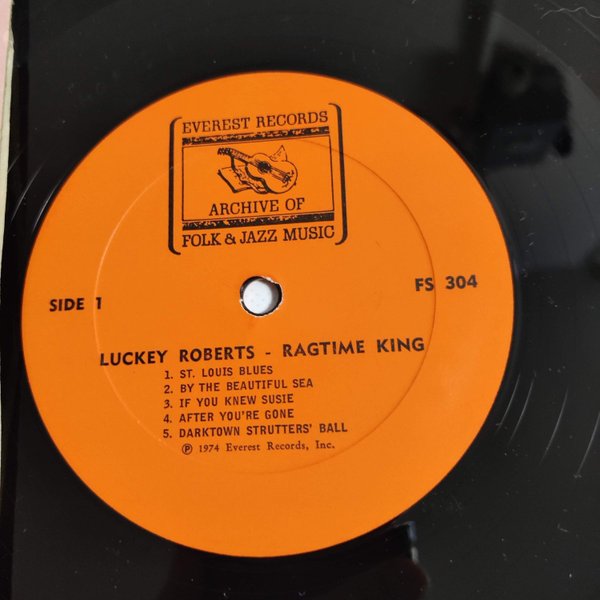 EVEREST RECORDS
ARCHIVE OF
FOLK & JAZZ MUSIC
SIDE 1
FS 304
LUCKEY ROBERTS - RAGTIME KING
1. ST. LOUIS BLUES
2. BY THE BEAUTIFUL SEA
3. IF YOU KNEW SUSIE
4. AFTER YOU'RE GONE
5. DARKTOWN STRUTTERS' BALL
Ⓟ 1974 Everest Records, Inc.